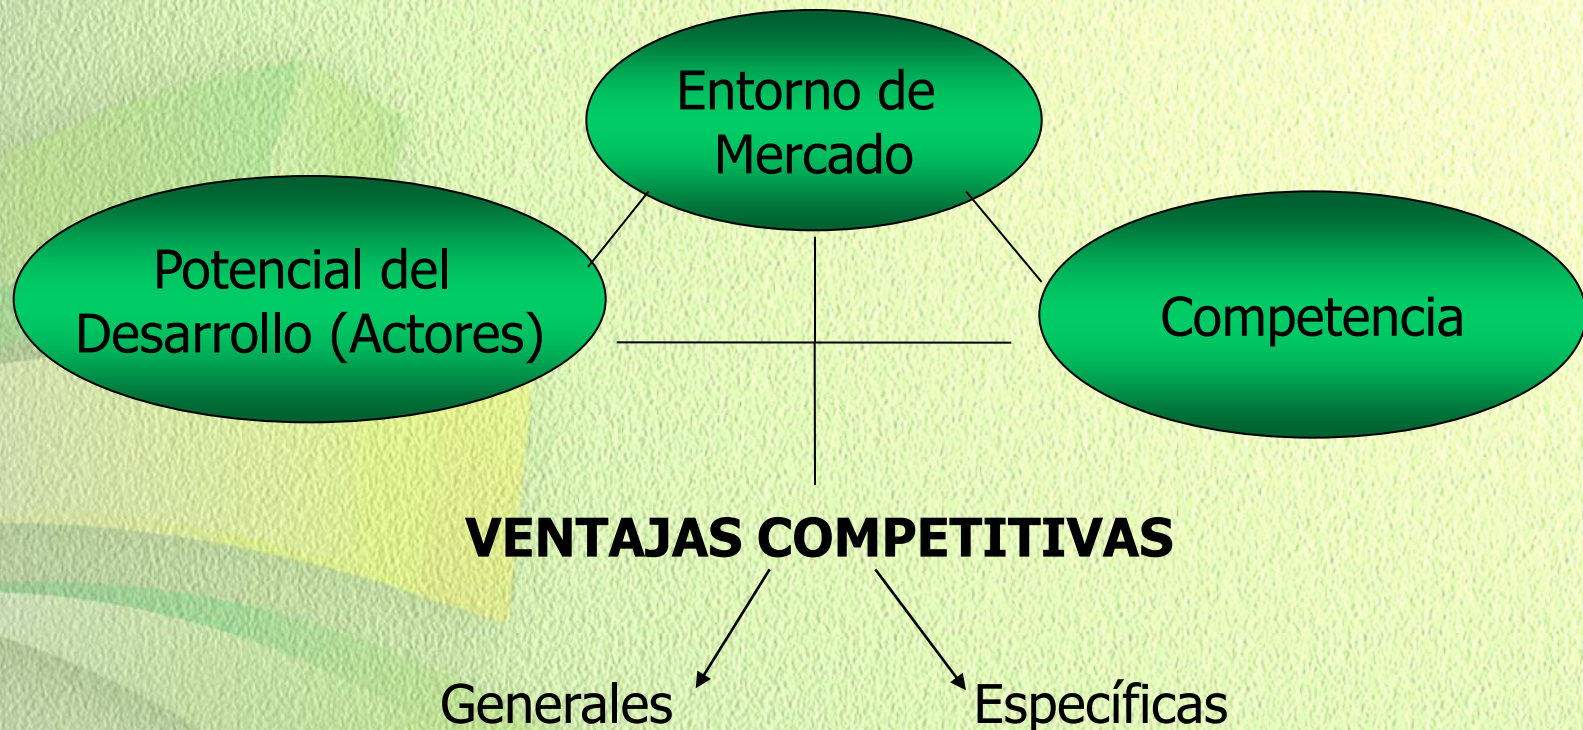 Entorno de
Mercado
Potencial del
Desarrollo (Actores)
Competencia
VENTAJAS COMPETITIVAS
Generales
Específicas